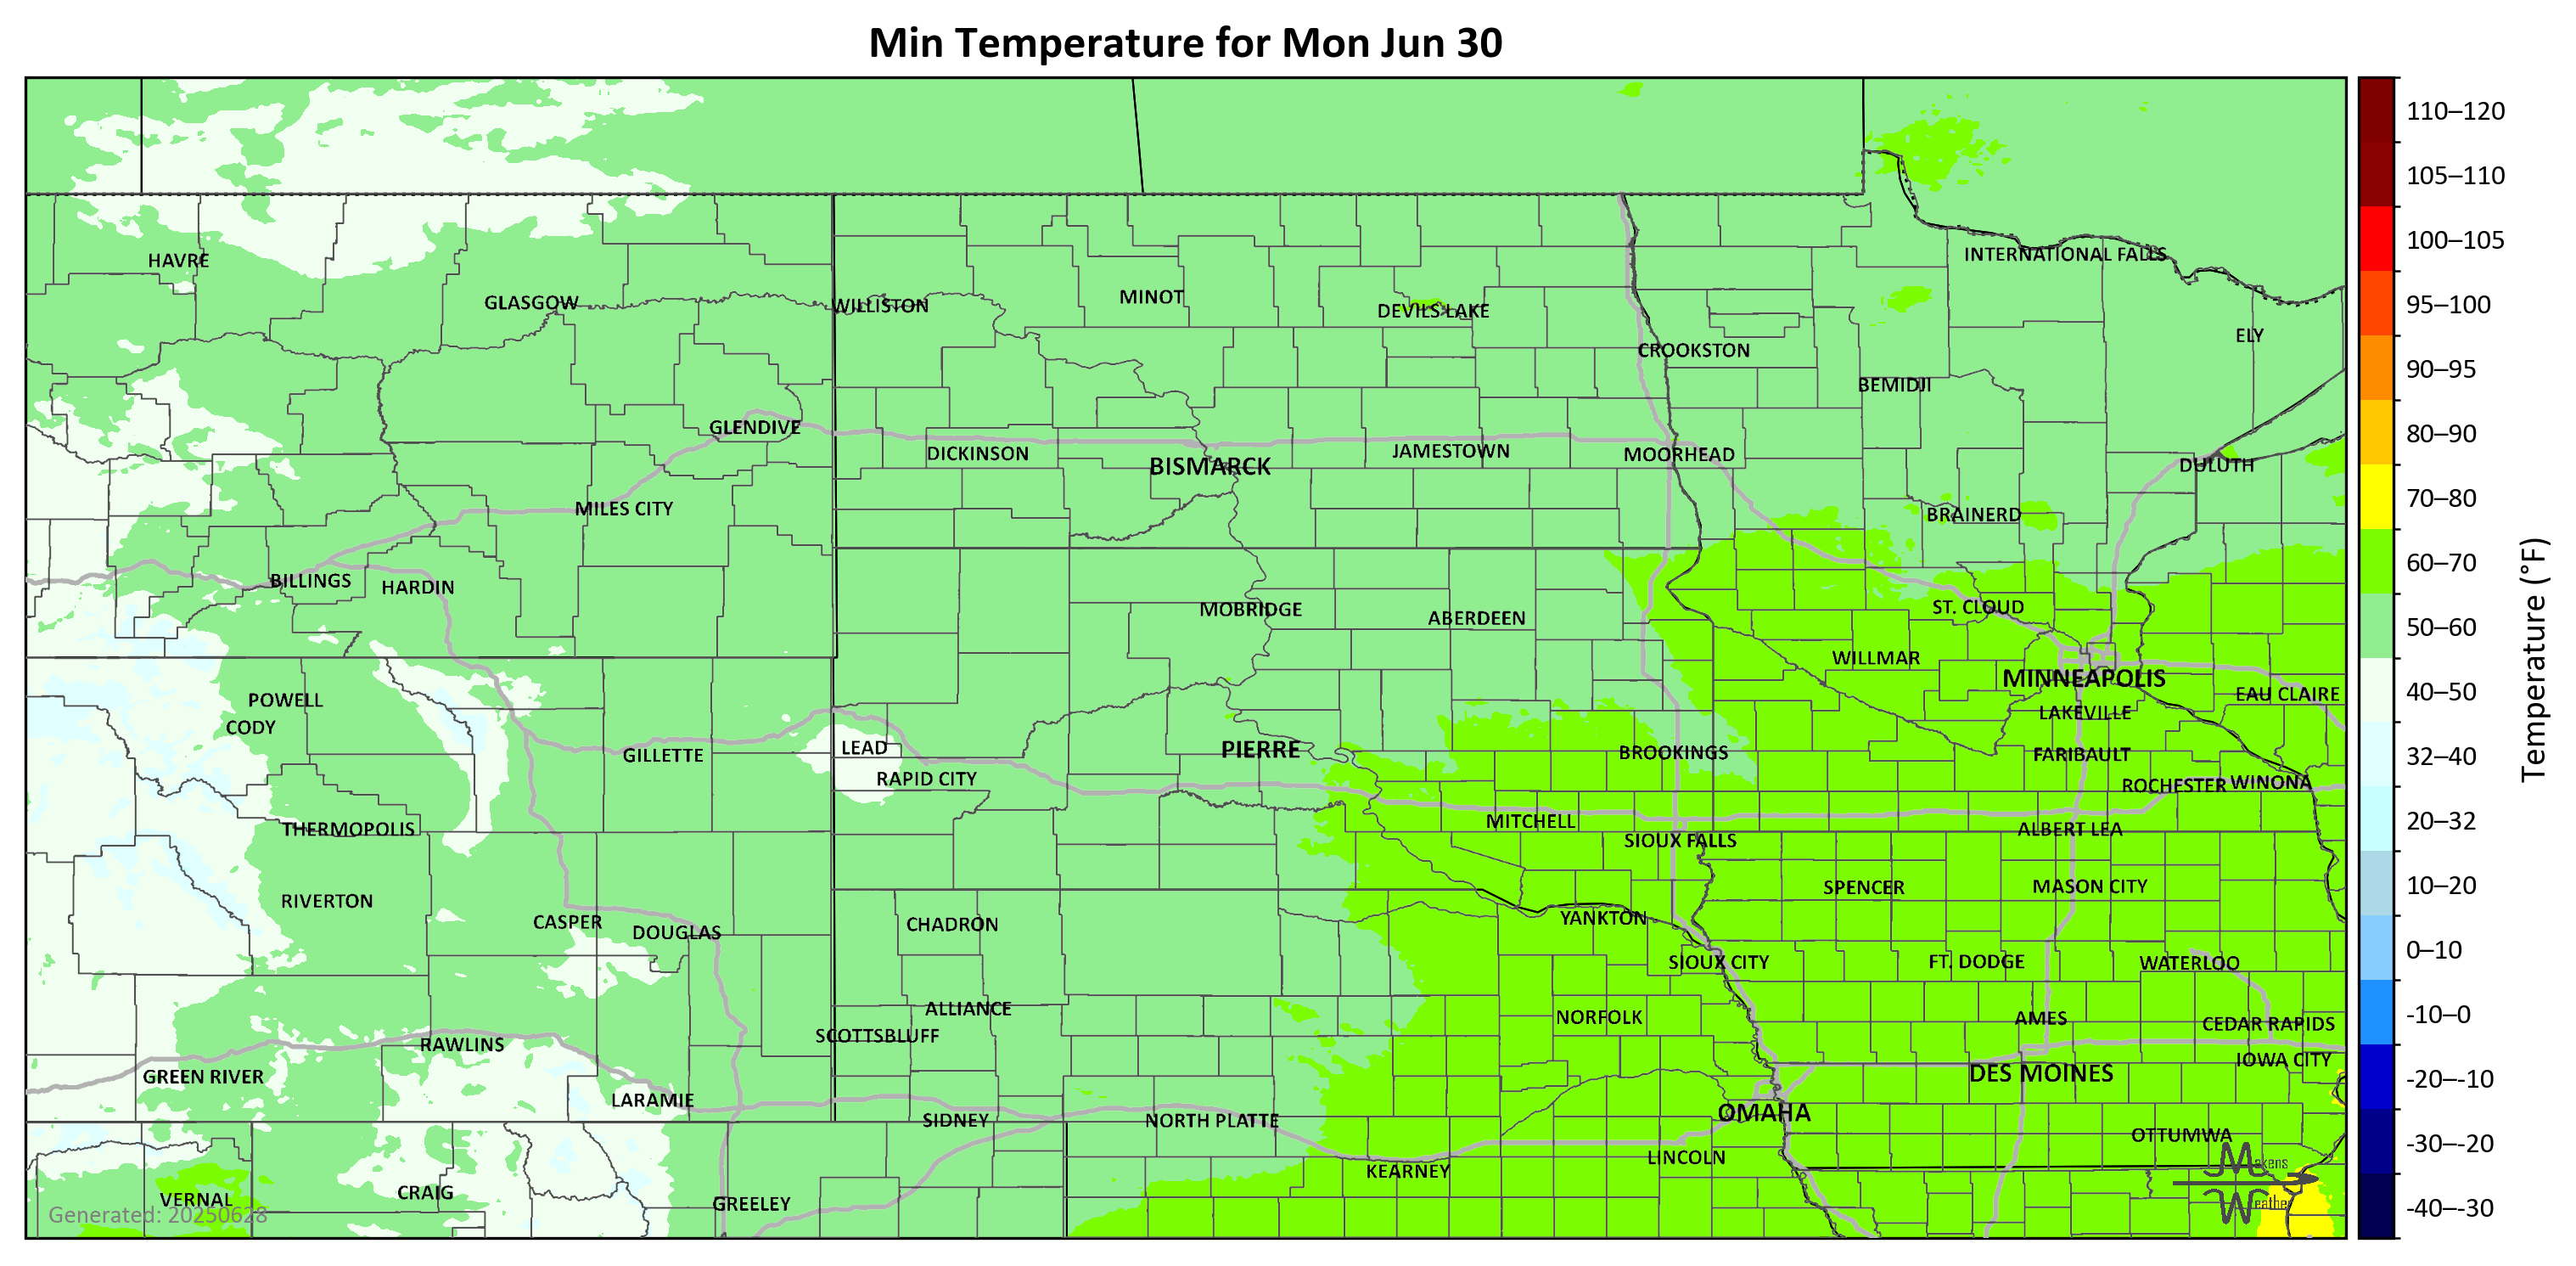 Min Temperature for Mon Jun 30
110–120
105–110
100–105
95–100
90–95
80–90
70–80
60–70
50–60
40–50
32–40
20–32
10–20
0–10
-10–0
-20–-10
-30–-20
-40–-30
Temperature (°F)
HAVRE
GLASGOW
WILLISTON
MINOT
DEVILS LAKE
INTERNATIONAL FALLS
ELY
CROOKSTON
BEMIDJI
GLENDIVE
DICKINSON
BISMARCK
JAMESTOWN
MOORHEAD
DULUTH
MILES CITY
BRAINERD
BILLINGS
HARDIN
MOBRIDGE
ABERDEEN
ST. CLOUD
WILLMAR
MINNEAPOLIS
EAU CLAIRE
POWELL
CODY
LAKEVILLE
GILLETTE
LEAD
PIERRE
BROOKINGS
FARIBAULT
RAPID CITY
ROCHESTER
WINONA
THERMOPOLIS
MITCHELL
SIOUX FALLS
ALBERT LEA
RIVERTON
SPENCER
MASON CITY
CASPER
DOUGLAS
CHADRON
YANKTON
SIOUX CITY
FT. DODGE
WATERLOO
ALLIANCE
SCOTTSBLUFF
NORFOLK
AMES
CEDAR RAPIDS
RAWLINS
IOWA CITY
GREEN RIVER
DES MOINES
LARAMIE
SIDNEY
NORTH PLATTE
OMAHA
OTTUMWA
KEARNEY
LINCOLN
VERNAL
CRAIG
GREELEY
Makens
Weather
Generated: 20250628